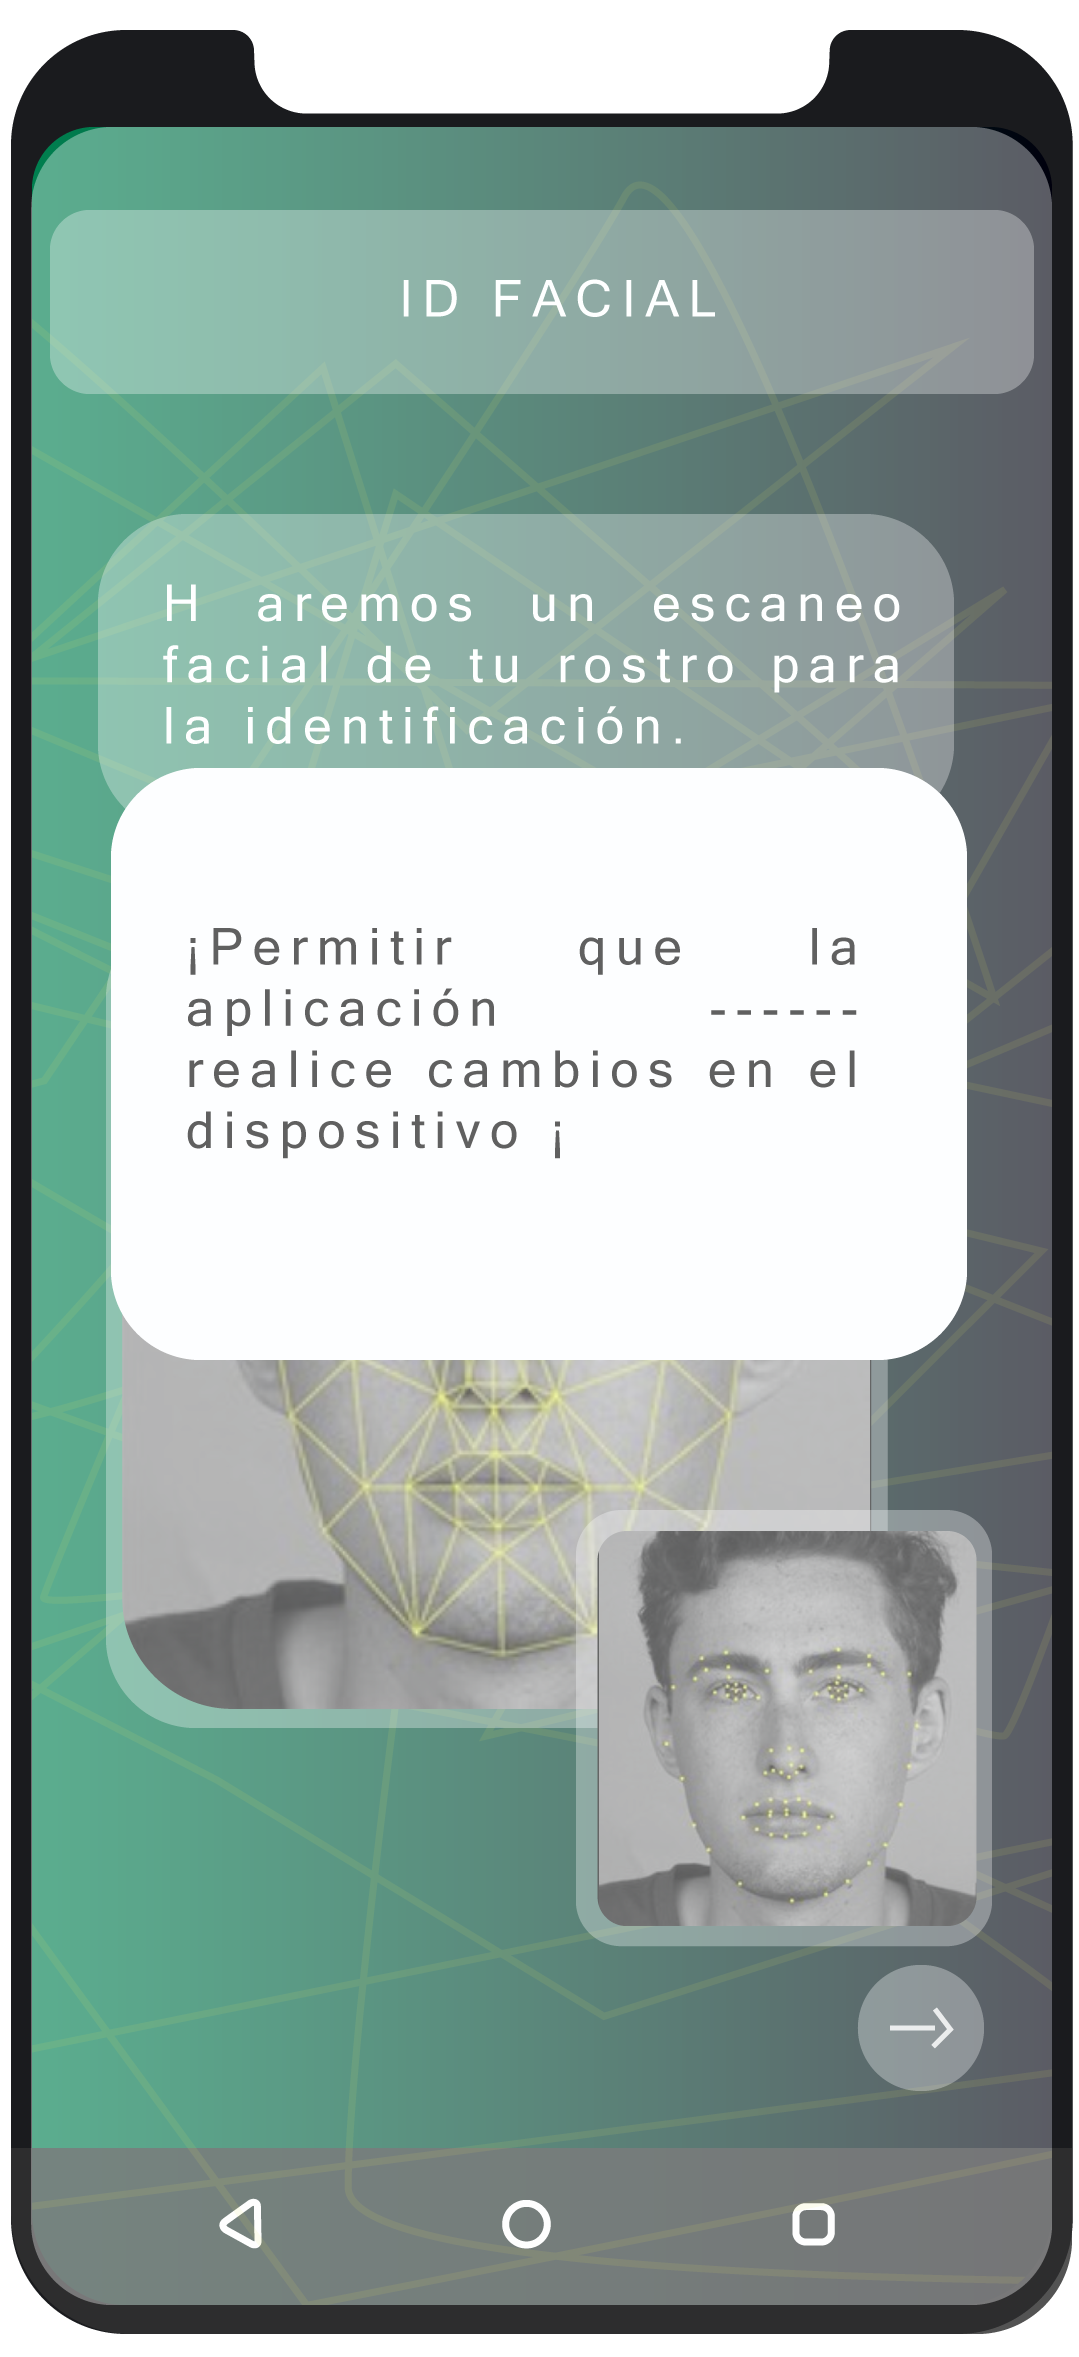 ID FACIAL
H aremos un escaneo
facial de tu rostro para
la identificación.
¡Permitir que la
aplicación ------
realice cambios en el
dispositivo ¡